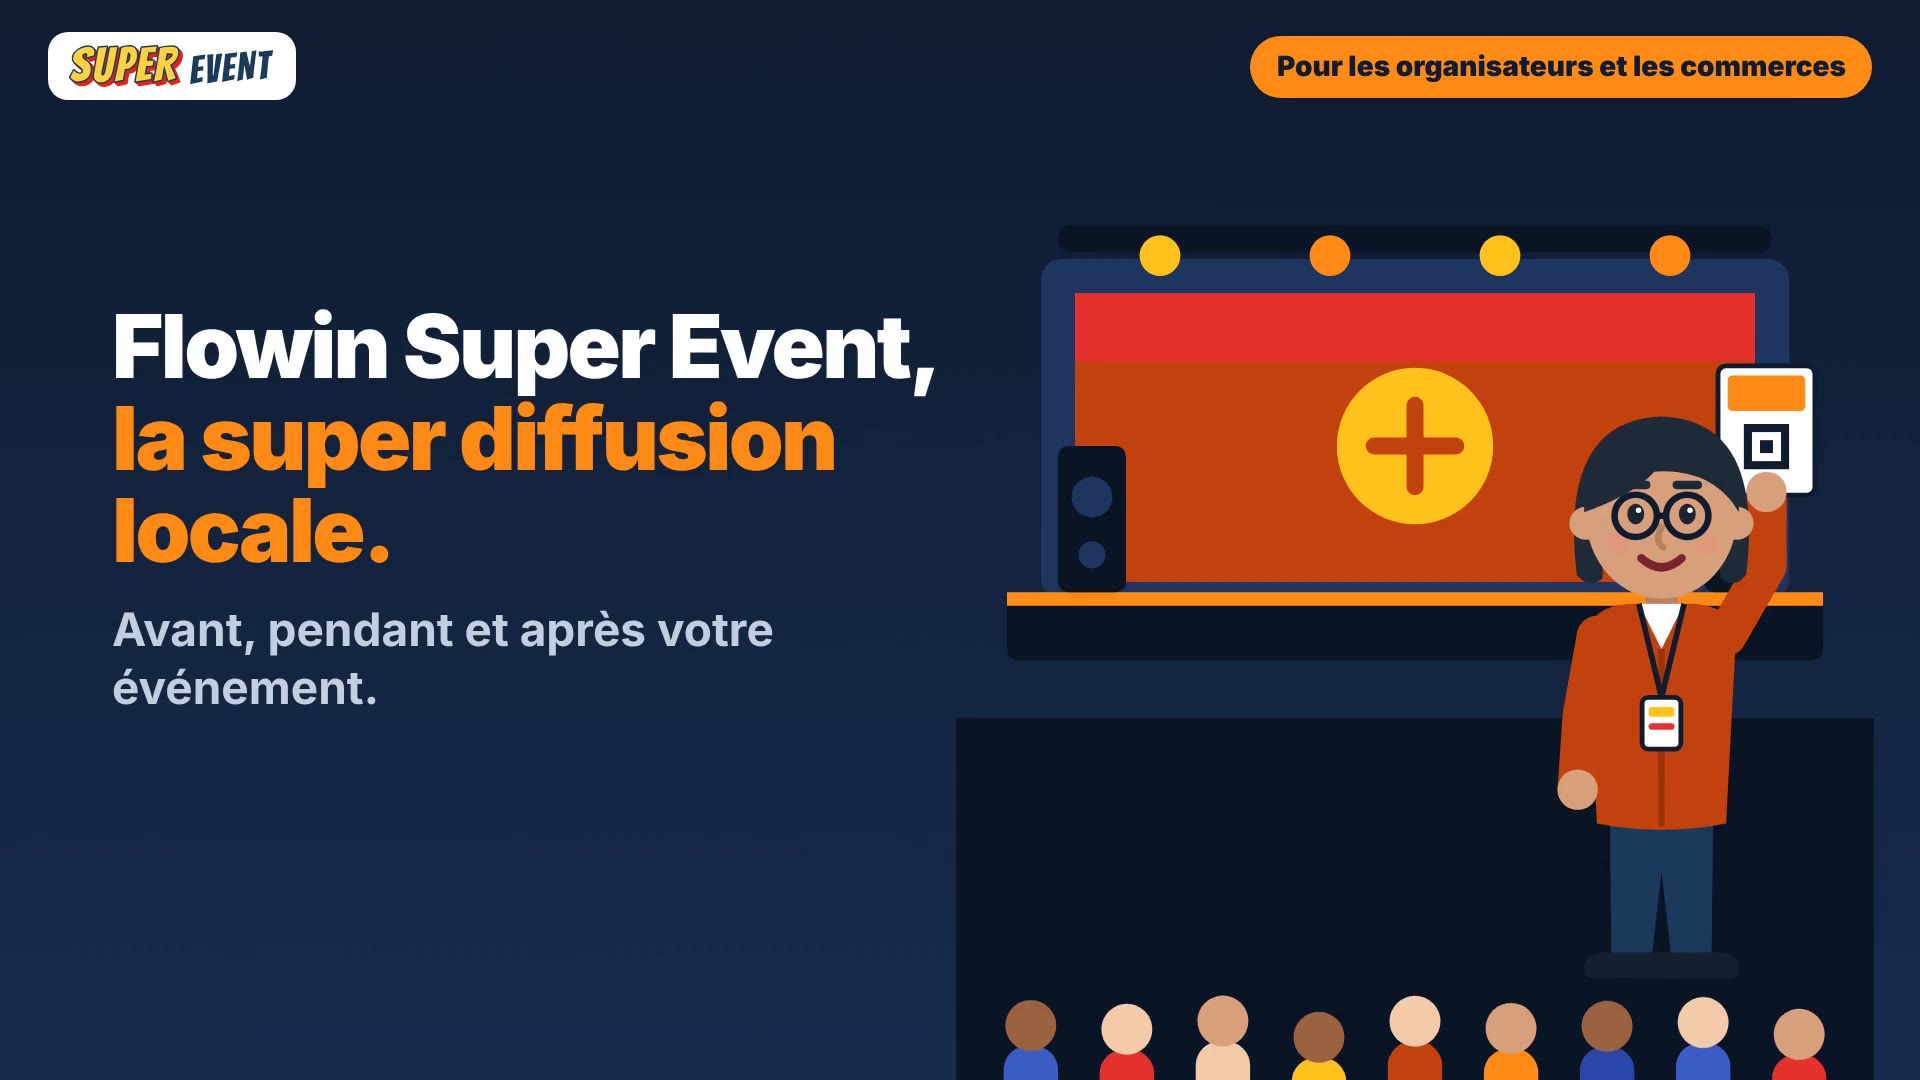 SUPER EVENT
Pour les organisateurs et les commerces
Flowin Super Event,
la super diffusion
locale.
Avant, pendant et après votre
événement.